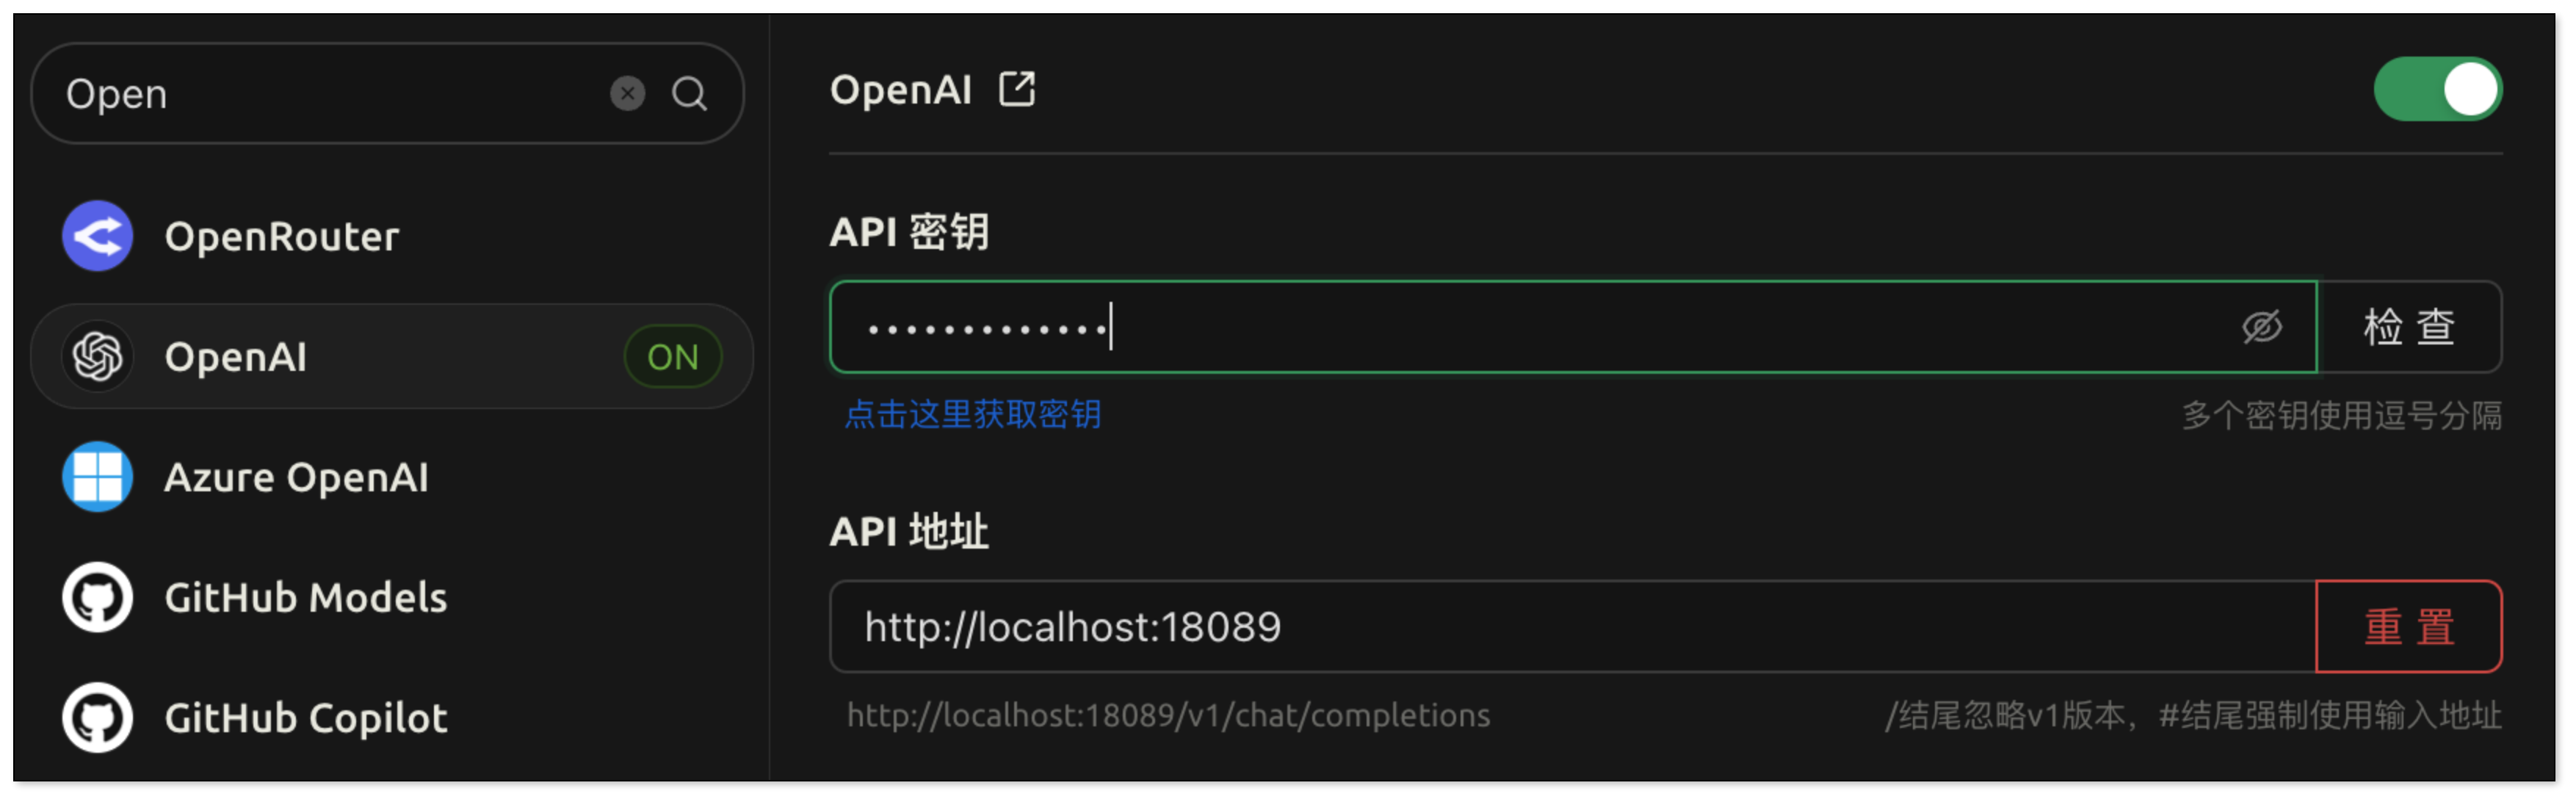 Open
OpenRouter
OpenAI
ON
Azure OpenAI
GitHub Models
GitHub Copilot
OpenAI
API 密钥
•••••••••••••
检查
点击这里获取密钥
多个密钥使用逗号分隔
API 地址
http://localhost:18089
重置
http://localhost:18089/v1/chat/completions
/结尾忽略v1版本，#结尾强制使用输入地址